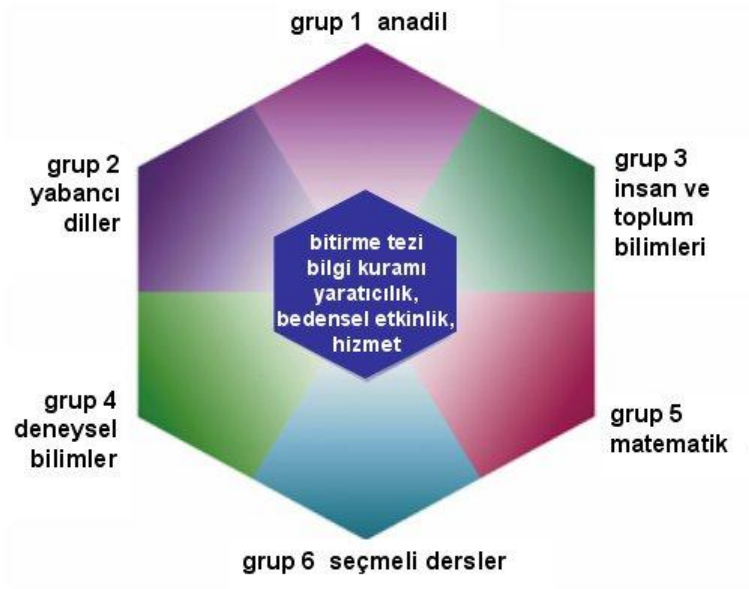 grup 1 anadil
grup 2
yabancı
diller
grup 3
insan ve
toplum
bilimleri
bitirme tezi
bilgi kuramı
yaratıcılık,
bedensel etkinlik,
hizmet
grup 4
deneysel
bilimler
grup 5
matematik
grup 6 seçmeli dersler